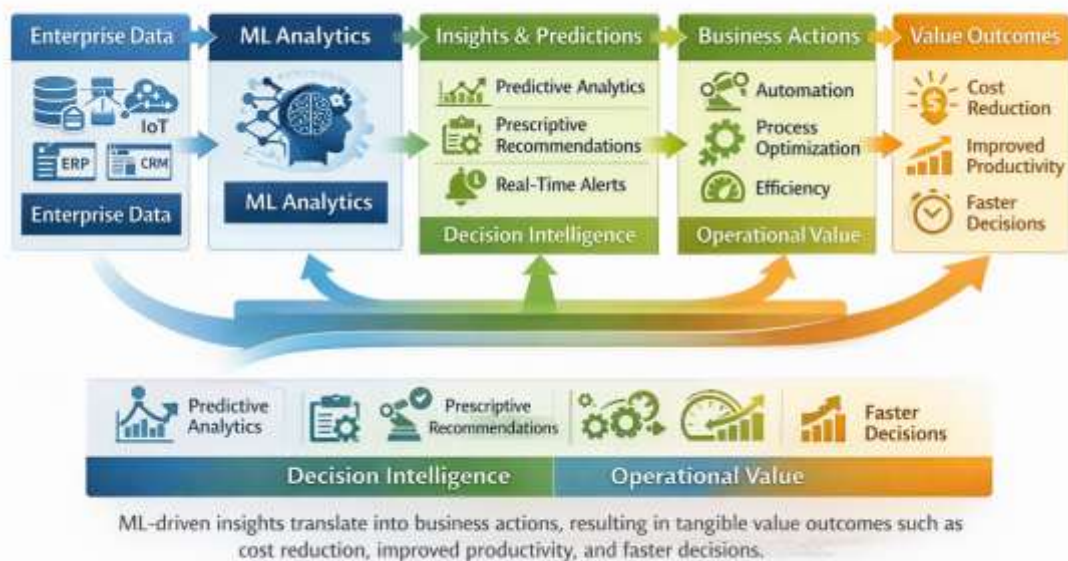 Enterprise Data
ML Analytics
Insights & Predictions
Business Actions
Value Outcomes
IoT
ERP
CRM
Enterprise Data
ML Analytics
Predictive Analytics
Prescriptive
Recommendations
Real-Time Alerts
Decision Intelligence
Automation
Process
Optimization
Efficiency
Operational Value
Cost
Reduction
Improved
Productivity
Faster
Decisions
Predictive
Analytics
Prescriptive
Recommendations
Faster
Decisions
Decision Intelligence
Operational Value
ML-driven insights translate into business actions, resulting in tangible value outcomes such as
cost reduction, improved productivity, and faster decisions.